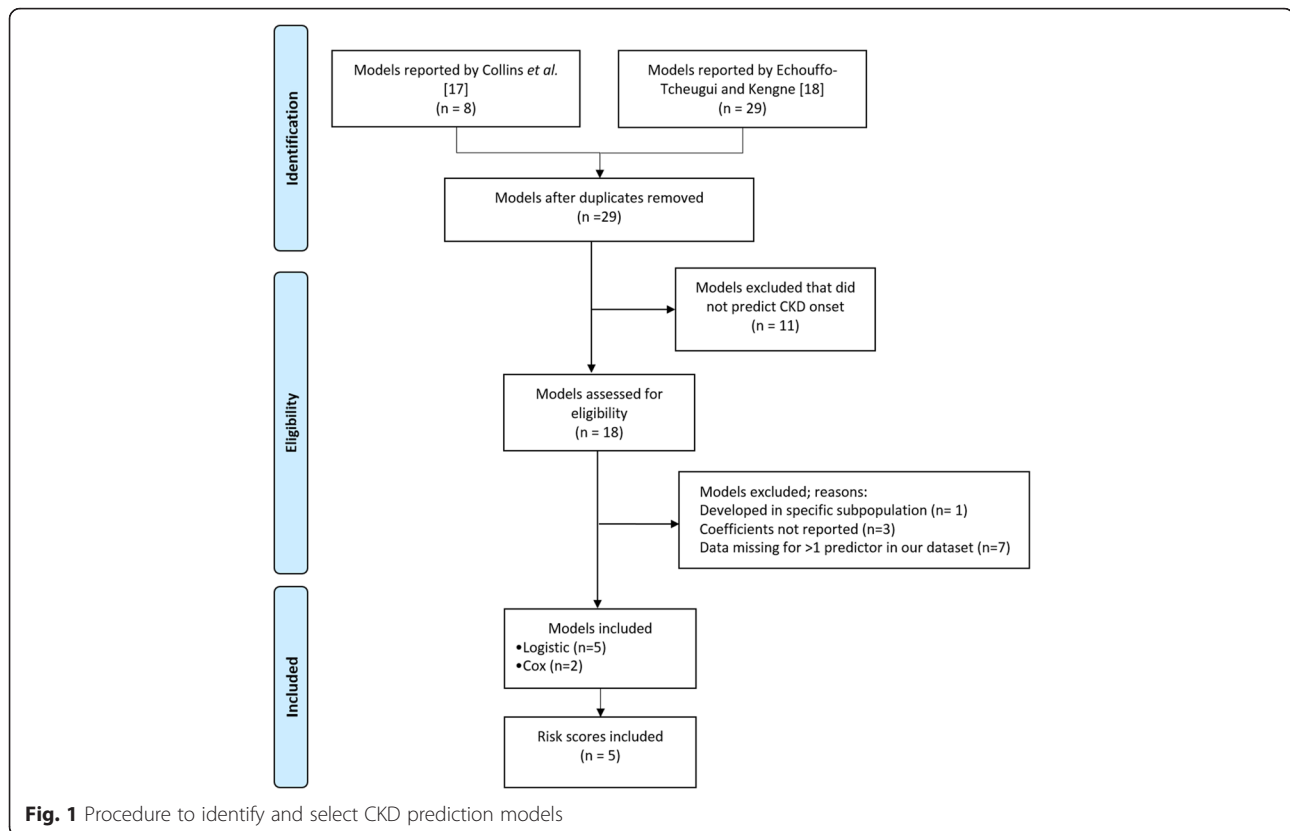 Identification
Models reported by Collins et al.
[17]
(n = 8)
Models reported by Echouffo-
Tcheugui and Kengne [18]
(n = 29)
Models after duplicates removed
(n =29)
Eligibility
Models excluded that did
not predict CKD onset
(n = 11)
Models assessed for
eligibility
(n = 18)
Models excluded; reasons:
Developed in specific subpopulation (n= 1)
Coefficients not reported (n=3)
Data missing for >1 predictor in our dataset (n=7)
Included
Models included
•Logistic (n=5)
•Cox (n=2)
Risk scores included
(n = 5)
Fig. 1 Procedure to identify and select CKD prediction models